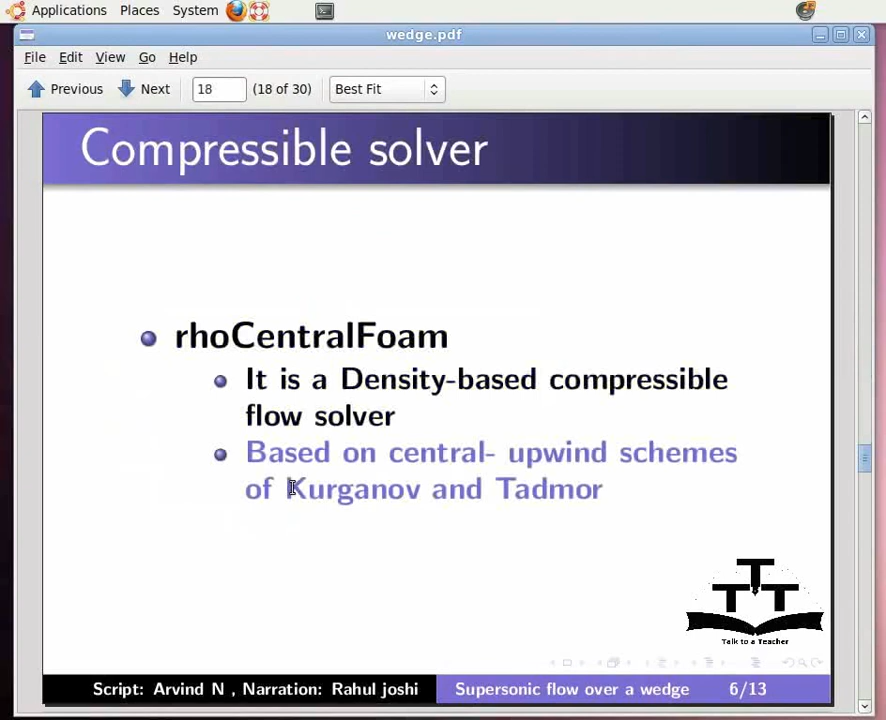 Applications Places System
wedge.pdf
File Edit View Go Help
Previous Next 18 (18 of 30) Best Fit
Compressible solver
rhoCentralFoam
It is a Density-based compressible
flow solver
Based on central- upwind schemes
of Kurganov and Tadmor
T T T
Talk to a Teacher
Script: Arvind N , Narration: Rahul joshi Supersonic flow over a wedge 6/13